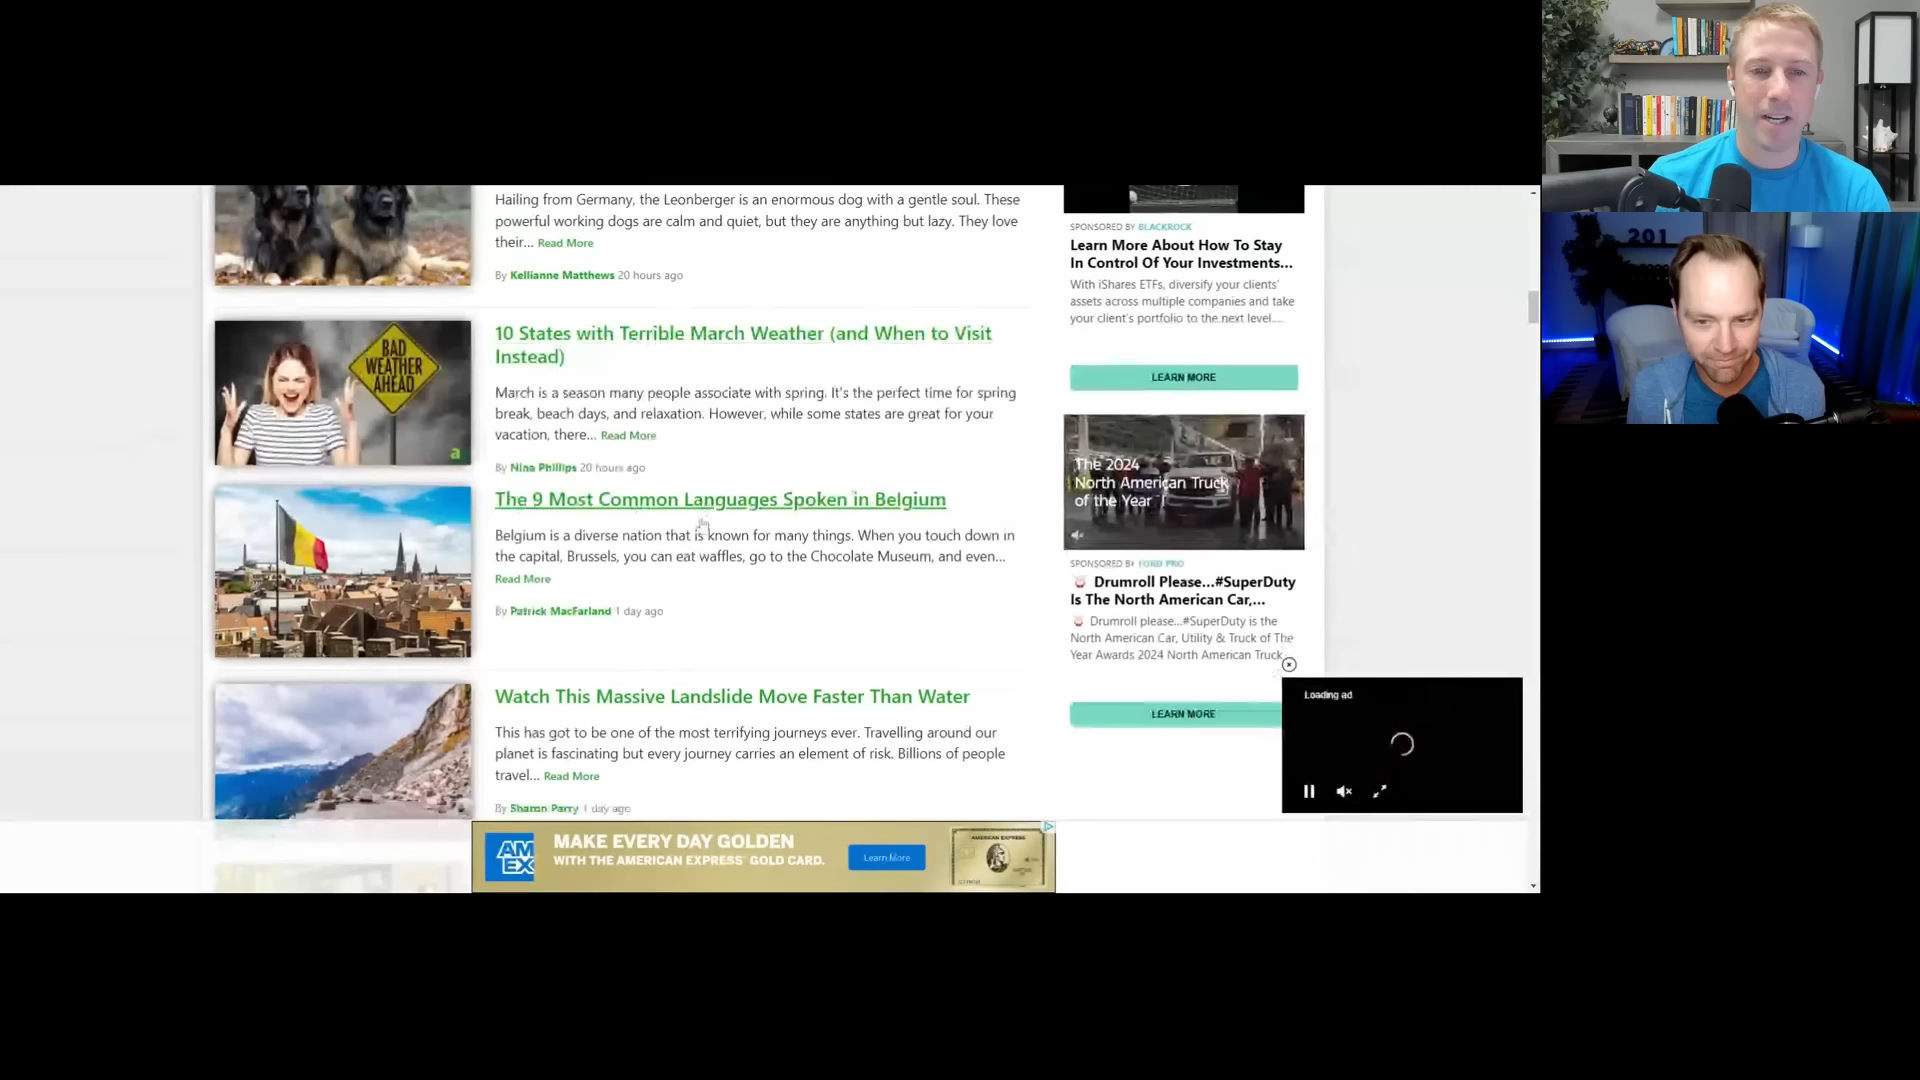 Hailing from Germany, the Leonberger is an enormous dog with a gentle soul. These
powerful working dogs are calm and quiet, but they are anything but lazy. They love
their... Read More
By Kellianne Matthews 20 hours ago
BAD
WEATHER
AHEAD
a
10 States with Terrible March Weather (and When to Visit
Instead)
March is a season many people associate with spring. It's the perfect time for spring
break, beach days, and relaxation. However, while some states are great for your
vacation, there... Read More
By Nina Phillips 20 hours ago
The 9 Most Common Languages Spoken in Belgium
Belgium is a diverse nation that is known for many things. When you touch down in
the capital, Brussels, you can eat waffles, go to the Chocolate Museum, and even...
Read More
By Patrick MacFarland 1 day ago
Watch This Massive Landslide Move Faster Than Water
This has got to be one of the most terrifying journeys ever. Travelling around our
planet is fascinating but every journey carries an element of risk. Billions of people
travel... Read More
By Sharon Parry 1 day ago
SPONSORED BY BLACKROCK
Learn More About How To Stay
In Control Of Your Investments...
With iShares ETFs, diversify your clients'
assets across multiple companies and take
your client's portfolio to the next level....
LEARN MORE
The 2024
North American Truck
of the Year
SPONSORED BY FORD PRO
Drumroll Please...#SuperDuty
Is The North American Car,...
Drumroll please...#SuperDuty is the
North American Car, Utility & Truck of The
Year Awards 2024 North American Truck
LEARN MORE
Loading ad
AM
EX
MAKE EVERY DAY GOLDEN
WITH THE AMERICAN EXPRESS® GOLD CARD.
Learn More
AMERICAN EXPRESS
201